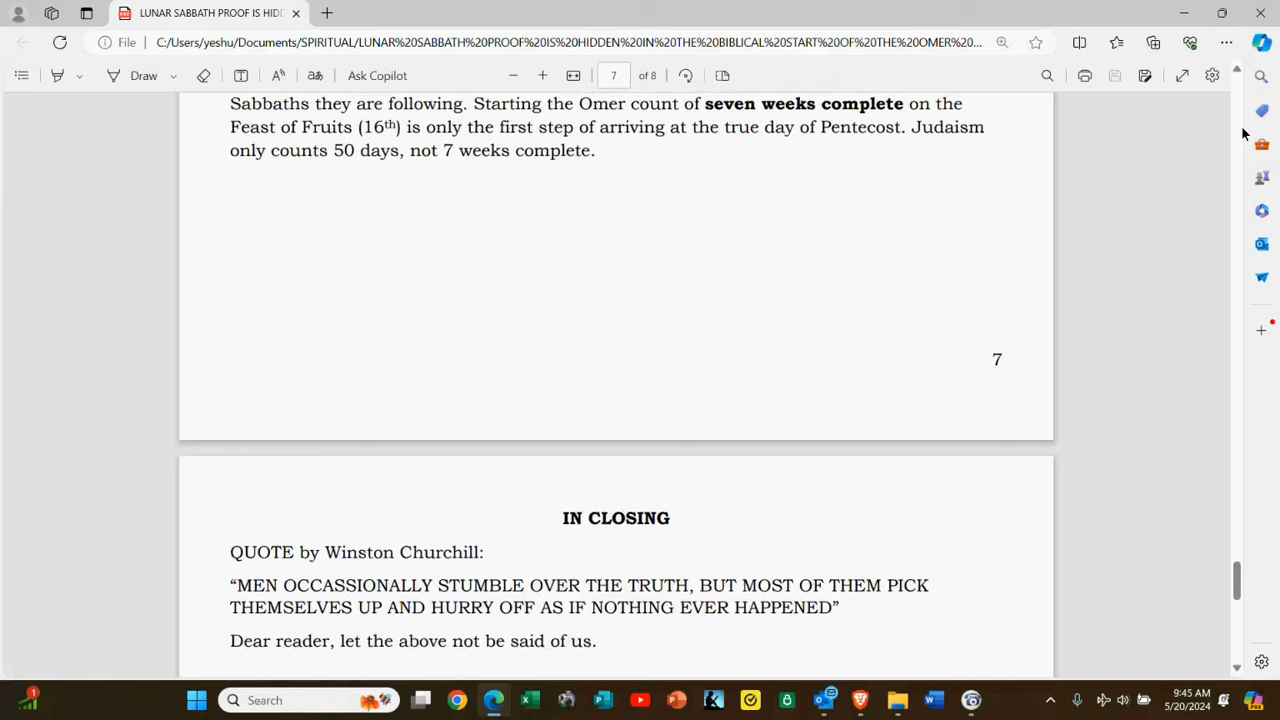 LUNAR SABBATH PROOF IS HIDD
File
C:/Users/yeshu/Documents/SPIRITUAL/LUNAR%20SABBATH%20PROOF%20IS%20HIDDEN%20IN%20THE%20BIBLICAL%20START%20OF%20THE%20OMER%20...
Draw
Ask Copilot
7 of 8
Sabbaths they are following. Starting the Omer count of seven weeks complete on the
Feast of Fruits (16th) is only the first step of arriving at the true day of Pentecost. Judaism
only counts 50 days, not 7 weeks complete.
7
IN CLOSING
QUOTE by Winston Churchill:
“MEN OCCASSIONALLY STUMBLE OVER THE TRUTH, BUT MOST OF THEM PICK
THEMSELVES UP AND HURRY OFF AS IF NOTHING EVER HAPPENED”
Dear reader, let the above not be said of us.
1
Search
9:45 AM
5/20/2024